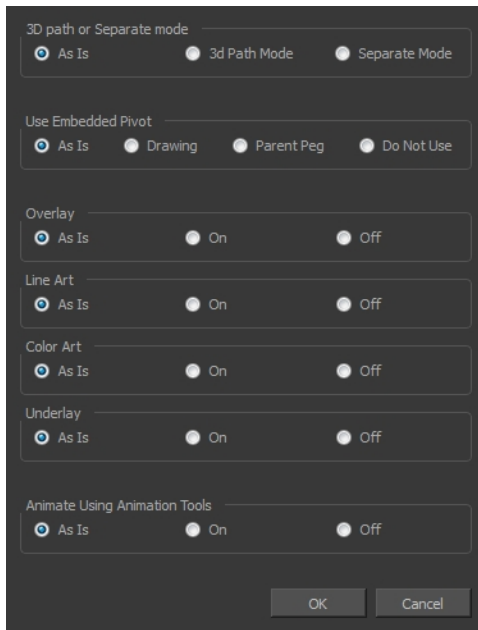 3D path or Separate mode
As Is 3d Path Mode Separate Mode
Use Embedded Pivot
As Is Drawing Parent Peg Do Not Use
Overlay
As Is On Off
Line Art
As Is On Off
Color Art
As Is On Off
Underlay
As Is On Off
Animate Using Animation Tools
As Is On Off
OK Cancel